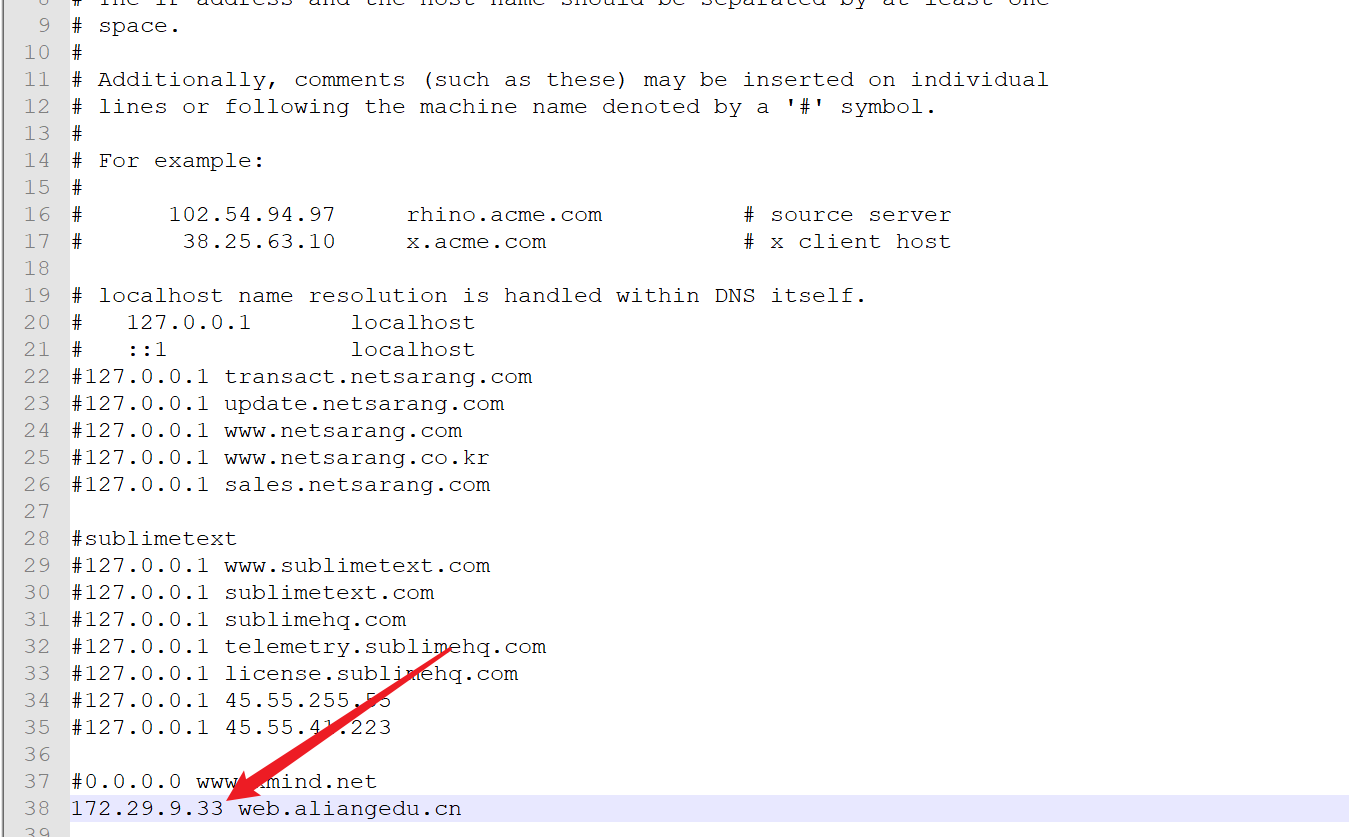 8 # The IP address and the host name should be separated by at least one
9 # space.
10 #
11 # Additionally, comments (such as these) may be inserted on individual
12 # lines or following the machine name denoted by a '#' symbol.
13 #
14 # For example:
15 #
16 #      102.54.94.97     rhino.acme.com          # source server
17 #       38.25.63.10     x.acme.com              # x client host
18
19 # localhost name resolution is handled within DNS itself.
20 #   127.0.0.1       localhost
21 #   ::1             localhost
22 #127.0.0.1 transact.netsarang.com
23 #127.0.0.1 update.netsarang.com
24 #127.0.0.1 www.netsarang.com
25 #127.0.0.1 www.netsarang.co.kr
26 #127.0.0.1 sales.netsarang.com
27
28 #sublimetext
29 #127.0.0.1 www.sublimetext.com
30 #127.0.0.1 sublimetext.com
31 #127.0.0.1 sublimehq.com
32 #127.0.0.1 telemetry.sublimehq.com
33 #127.0.0.1 license.sublimehq.com
34 #127.0.0.1 45.55.255.55
35 #127.0.0.1 45.55.41.223
36
37 #0.0.0.0 www.xmind.net
38 172.29.9.33 web.aliangedu.cn
39